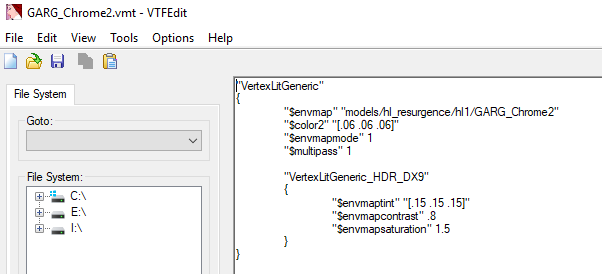 GARG_Chrome2.vmt - VTFEdit
File Edit View Tools Options Help
File System
Goto:
File System:
C:\
E:\
I:\
"VertexLitGeneric"
{
"$envmap" "models/hl_resurgence/hl1/GARG_Chrome2"
"$color2" "[.06 .06 .06]"
"$envmapmode" 1
"$multipass" 1
"VertexLitGeneric_HDR_DX9"
{
"$envmaptint" "[.15 .15 .15]"
"$envmapcontrast" .8
"$envmapsaturation" 1.5
}
}